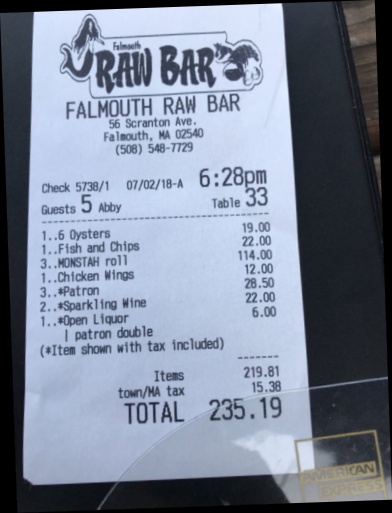 Falmouth
RAW BAR
FALMOUTH RAW BAR
56 Scranton Ave.
Falmouth, MA 02540
(508) 548-7729
Check 5738/1 07/02/18-A 6:28pm
Guests 5 Abby Table 33
1..6 Oysters 19.00
1..Fish and Chips 22.00
3..MONSTAH roll 114.00
1..Chicken Wings 12.00
3..*Patron 28.50
2..*Sparkling Wine 22.00
1..*Open Liquor 6.00
| patron double
(*Item shown with tax included)
Items 219.81
town/MA tax 15.38
TOTAL 235.19
AMERICAN
EXPRESS